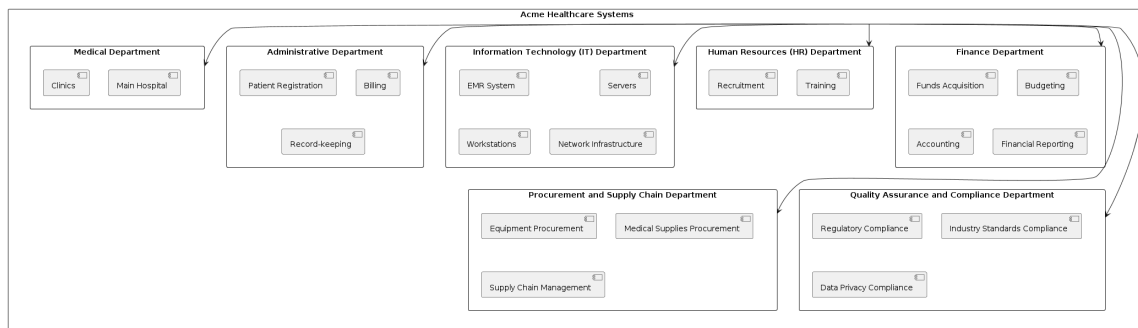 Acme Healthcare Systems
Medical Department
Clinics
Main Hospital
Administrative Department
Patient Registration
Billing
Record-keeping
Information Technology (IT) Department
EMR System
Servers
Workstations
Network Infrastructure
Human Resources (HR) Department
Recruitment
Training
Finance Department
Funds Acquisition
Budgeting
Accounting
Financial Reporting
Procurement and Supply Chain Department
Equipment Procurement
Medical Supplies Procurement
Supply Chain Management
Quality Assurance and Compliance Department
Regulatory Compliance
Industry Standards Compliance
Data Privacy Compliance